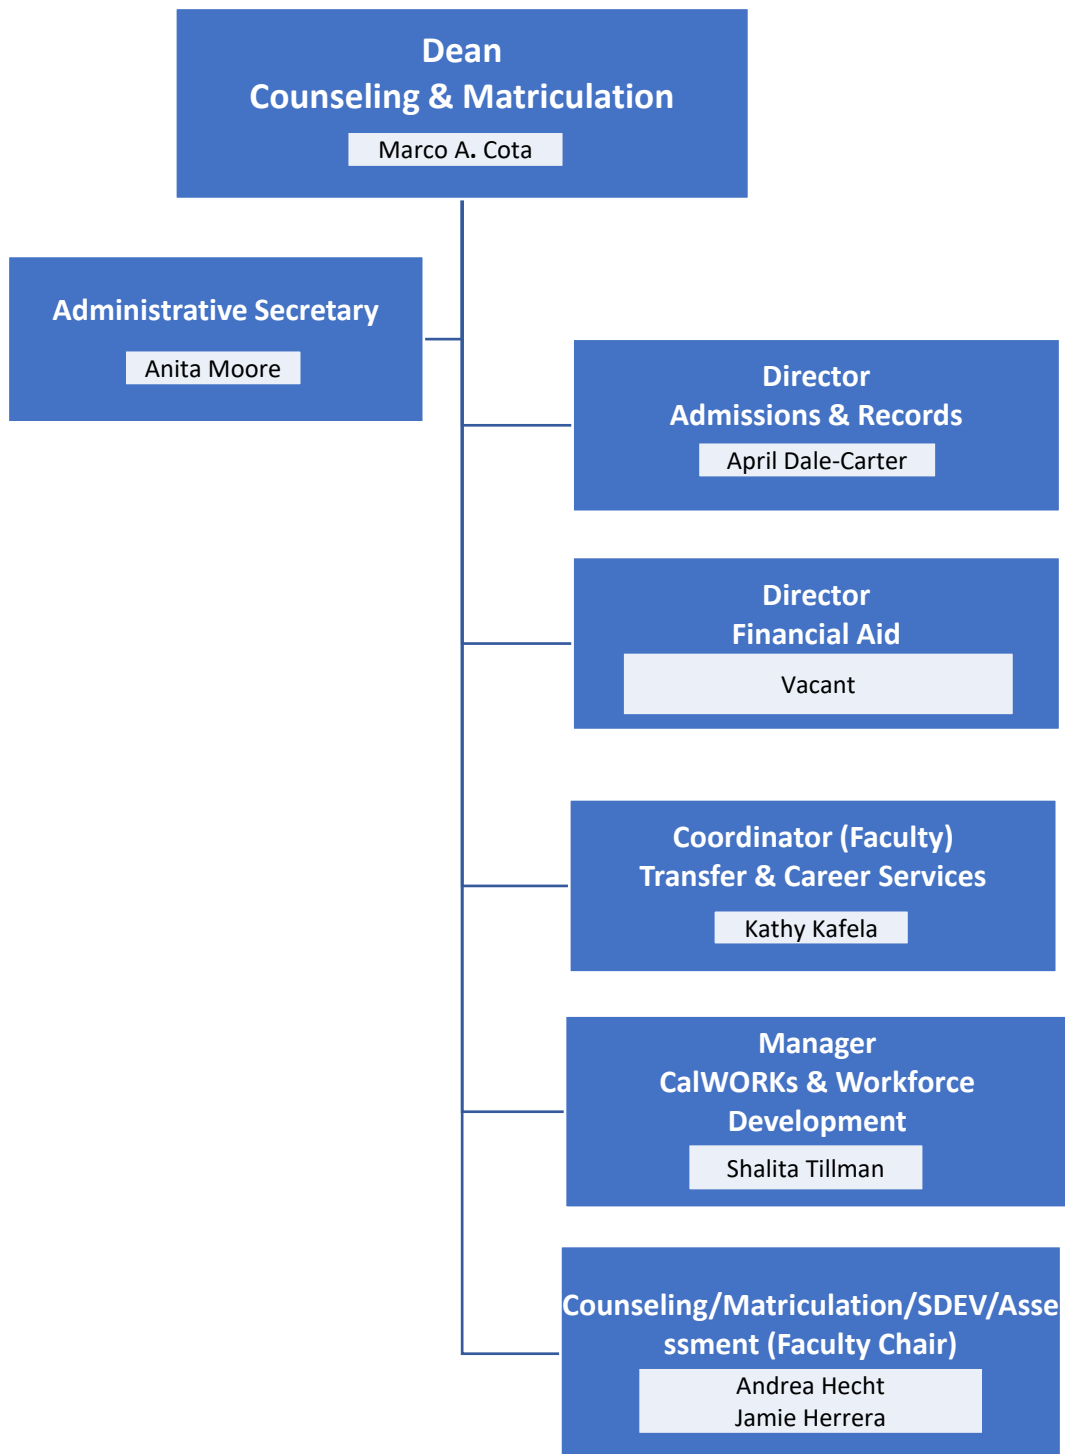 Dean
Counseling & Matriculation
Marco A. Cota
Administrative Secretary
Anita Moore
Director
Admissions & Records
April Dale-Carter
Director
Financial Aid
Vacant
Coordinator (Faculty)
Transfer & Career Services
Kathy Kafela
Manager
CalWORKs & Workforce
Development
Shalita Tillman
Counseling/Matriculation/SDEV/Asse
ssment (Faculty Chair)
Andrea Hecht
Jamie Herrera